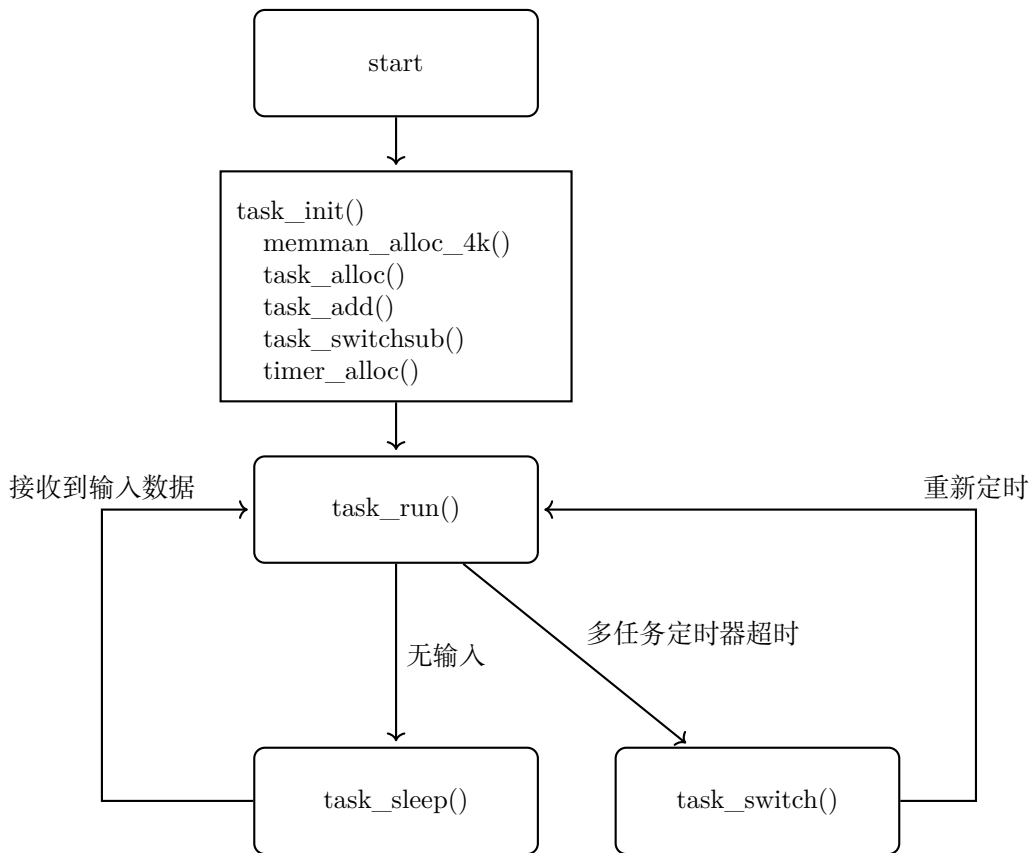 start
task_init()
memman_alloc_4k()
task_alloc()
task_add()
task_switchsub()
timer_alloc()
接收到输入数据
重新定时
task_run()
多任务定时器超时
无输入
task_sleep()
task_switch()